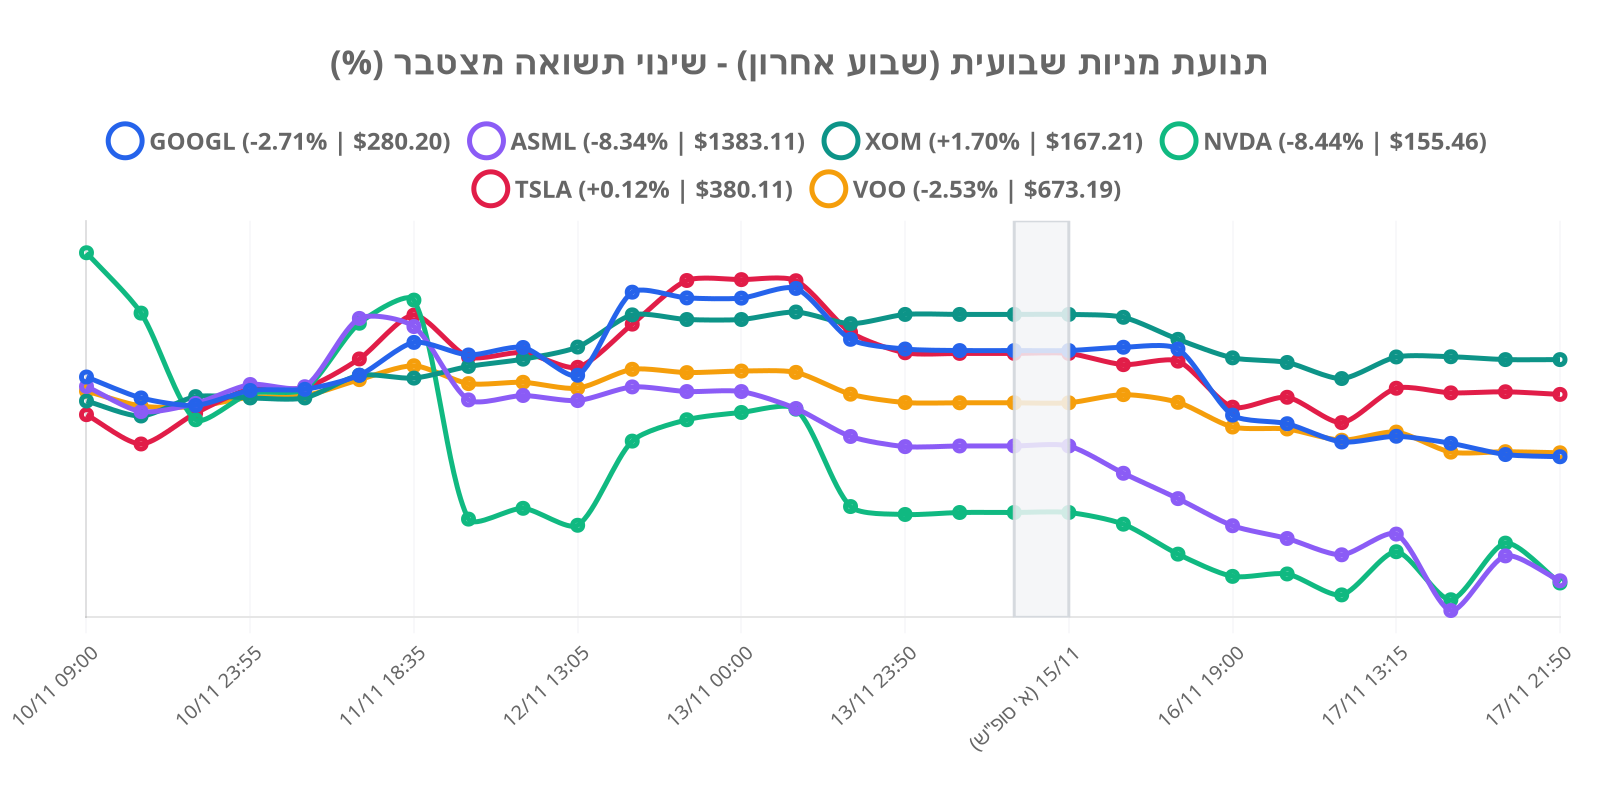 תנועת מניות שבועית (שבוע אחרון) - שינוי תשואה מצטבר (%)
GOOGL (-2.71% | $280.20) ASML (-8.34% | $1383.11) XOM (+1.70% | $167.21) NVDA (-8.44% | $155.46)
TSLA (+0.12% | $380.11) VOO (-2.53% | $673.19)
10/11 09:00
10/11 23:55
11/11 18:35
12/11 13:05
13/11 00:00
13/11 23:50
15/11 (א' סופ"ש)
16/11 19:00
17/11 13:15
17/11 21:50